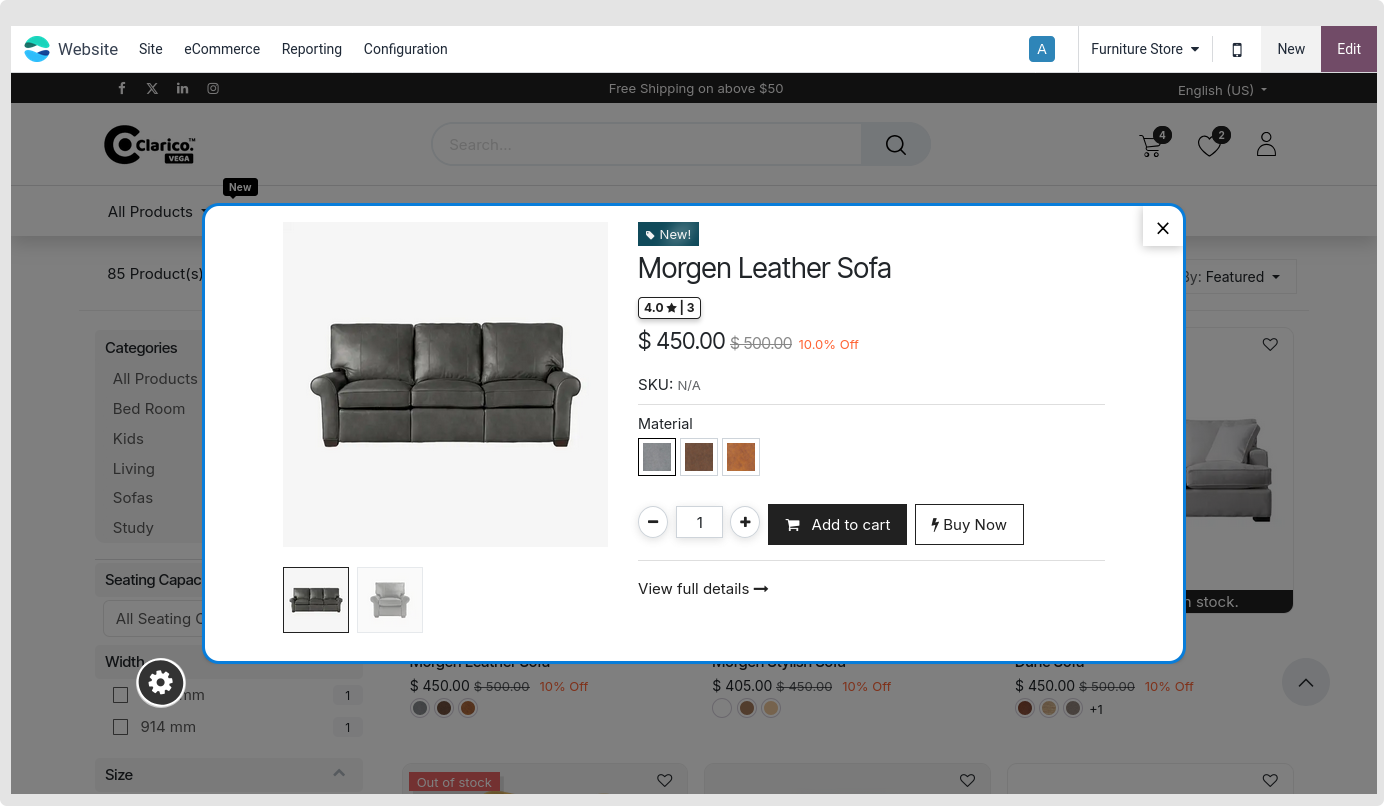 Website Site eCommerce Reporting Configuration A Furniture Store New Edit
Free Shipping on above $50 English (US)
Clarico.™ VEGA Search... 4 2
New
All Products
85 Product(s) By: Featured
Categories
All Products
Bed Room
Kids
Living
Sofas
Study
Seating Capac
All Seating C
Width
mm 1
914 mm 1
Size
New!
Morgen Leather Sofa
4.0 | 3
$ 450.00 $ 500.00 10.0% Off
SKU: N/A
Material
1 Add to cart Buy Now
View full details
stock.
Morgen Leather Sofa Morgen Stylish Sofa Dune Sofa
$ 450.00 $ 500.00 10% Off $ 405.00 $ 450.00 10% Off $ 450.00 $ 500.00 10% Off
+1
Out of stock